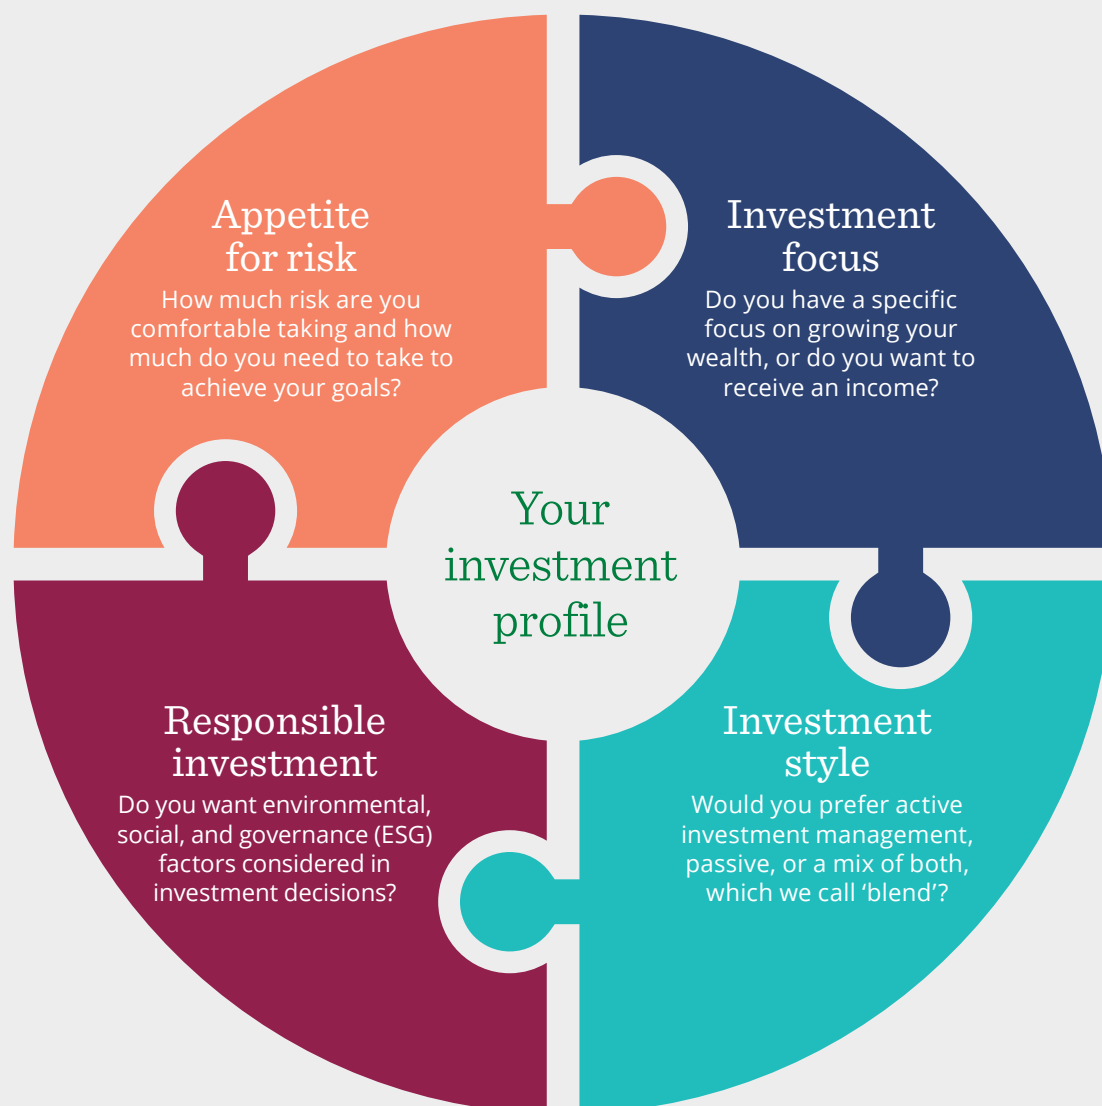 Appetite
for risk
How much risk are you
comfortable taking and how
much do you need to take to
achieve your goals?
Investment
focus
Do you have a specific
focus on growing your
wealth, or do you want to
receive an income?
Your
investment
profile
Responsible
investment
Do you want environmental,
social, and governance (ESG)
factors considered in
investment decisions?
Investment
style
Would you prefer active
investment management,
passive, or a mix of both,
which we call ‘blend’?